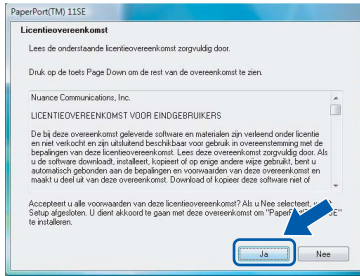 PaperPort(TM) 11SE
Licentieovereenkomst
Lees de onderstaande licentieovereenkomst zorgvuldig door.
Druk op de toets Page Down om de rest van de overeenkomst te zien.
Nuance Communications, Inc.
LICENTIEOVEREENKOMST VOOR EINDGEBRUIKERS
De bij deze overeenkomst geleverde software en materialen zijn verleend onder licentie
en niet verkocht en zijn uitsluitend beschikbaar voor gebruik in overeenstemming met de
bepalingen van deze licentieovereenkomst. Lees deze overeenkomst zorgvuldig door. Als
u de software downloadt, installeert, kopieert of op enige andere wijze gebruikt, bent u
automatisch gebonden aan de bepalingen en voorwaarden van deze overeenkomst en
maakt u deel uit van deze overeenkomst. Download of kopieer deze software niet of
Accepteert u alle voorwaarden van deze licentieovereenkomst? Als u Nee selecteert,
Setup afgesloten. U dient akkoord te gaan met deze overeenkomst om
te installeren.
Ja
Nee